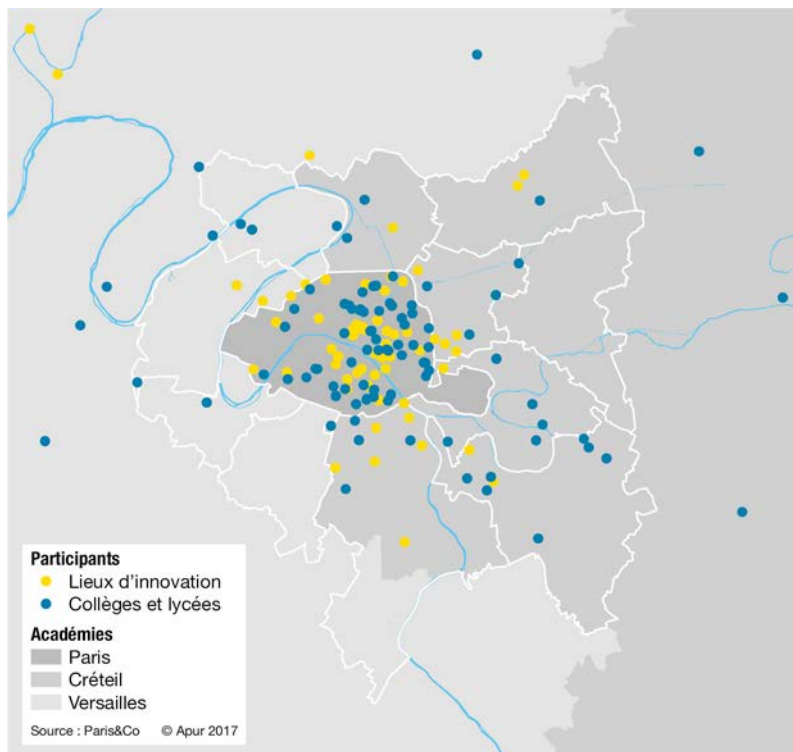 Participants
Lieux d'innovation
Collèges et lycées
Académies
Paris
Créteil
Versailles
Source : Paris&Co © Apur 2017